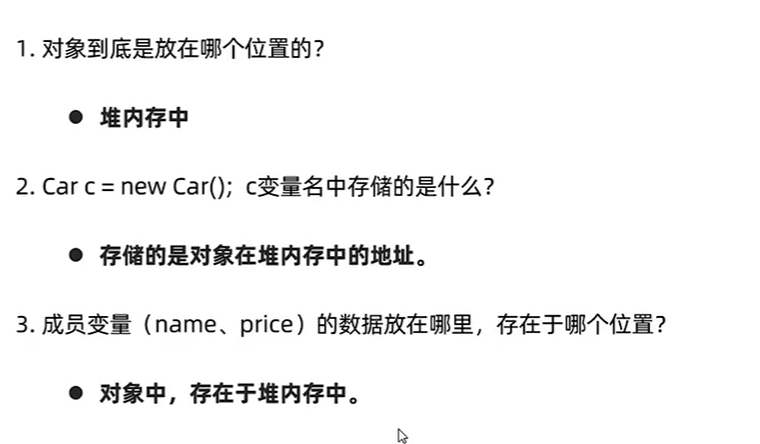 1. 对象到底是放在哪个位置的?
● 堆内存中
2. Car c = new Car(); c变量名中存储的是什么?
● 存储的是对象在堆内存中的地址。
3. 成员变量（name、price）的数据放在哪里，存在于哪个位置?
● 对象中，存在于堆内存中。